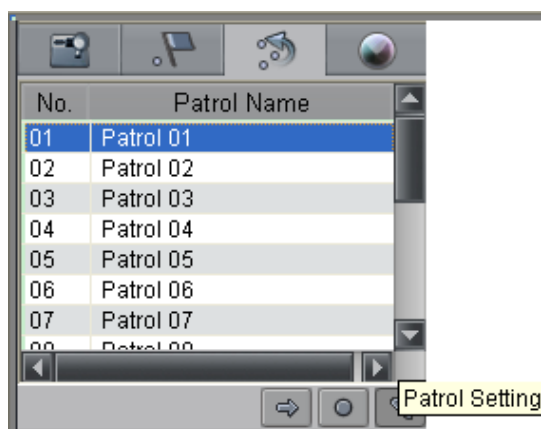 No. Patrol Name
01 Patrol 01
02 Patrol 02
03 Patrol 03
04 Patrol 04
05 Patrol 05
06 Patrol 06
07 Patrol 07
Patrol Setting